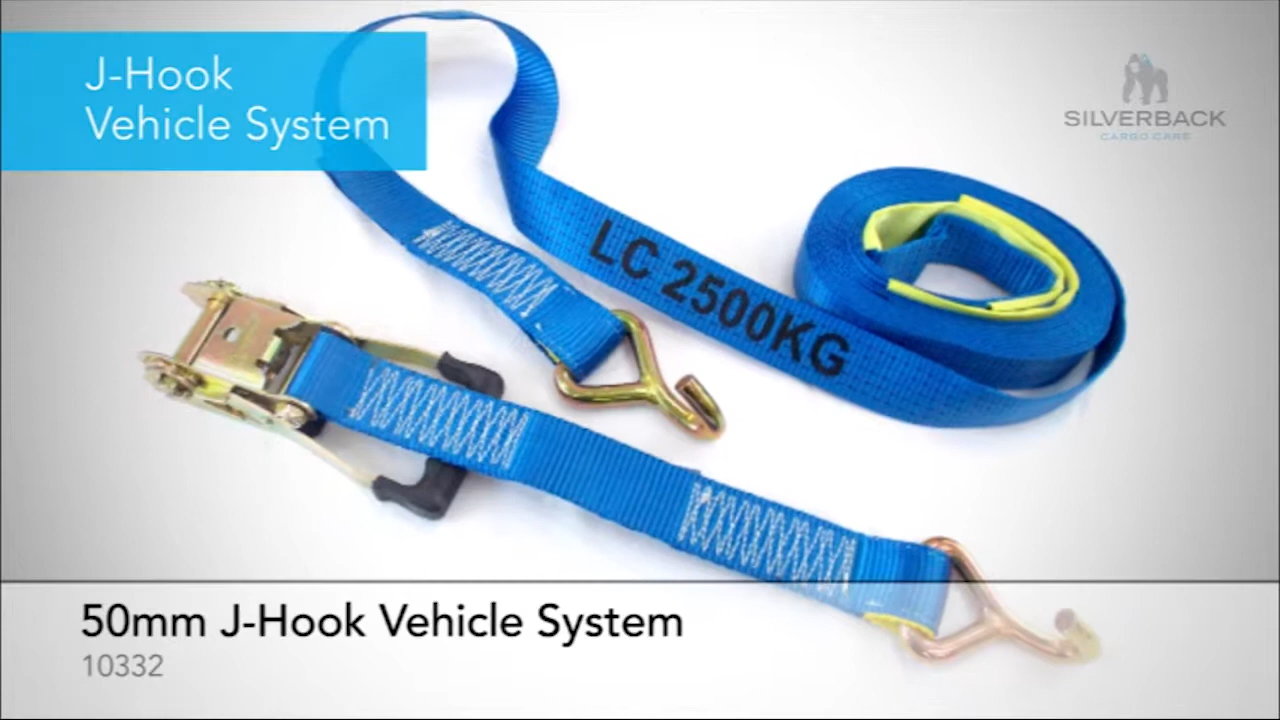 J-Hook
Vehicle System
SILVERBACK
CARGO CARE
LC 2500KG
50mm J-Hook Vehicle System
10332